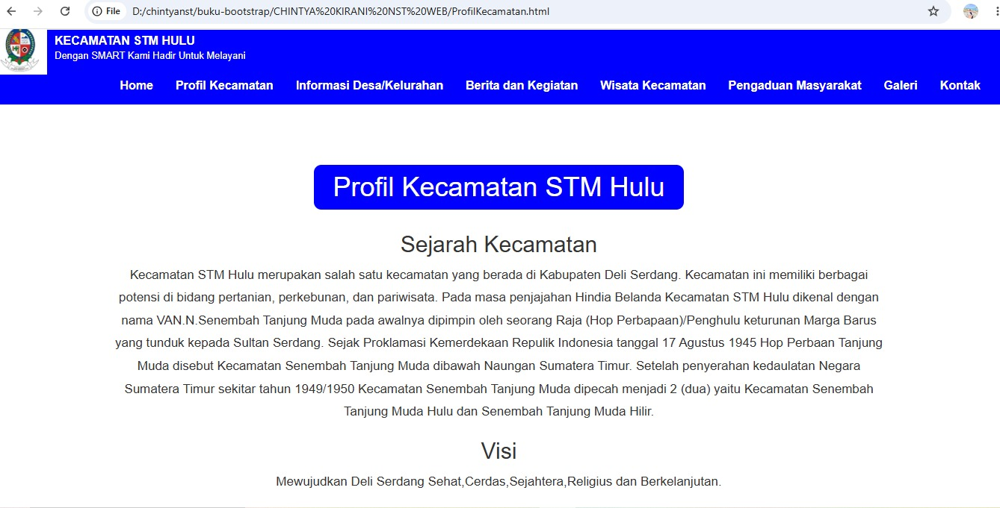 File
D:/chintyanst/buku-bootstrap/CHINTYA%20KIRANI%20NST%20WEB/ProfilKecamatan.html
KECAMATAN STM HULU
Dengan SMART Kami Hadir Untuk Melayani
Home Profil Kecamatan Informasi Desa/Kelurahan Berita dan Kegiatan Wisata Kecamatan Pengaduan Masyarakat Galeri Kontak
Profil Kecamatan STM Hulu
Sejarah Kecamatan
Kecamatan STM Hulu merupakan salah satu kecamatan yang berada di Kabupaten Deli Serdang. Kecamatan ini memiliki berbagai
potensi di bidang pertanian, perkebunan, dan pariwisata. Pada masa penjajahan Hindia Belanda Kecamatan STM Hulu dikenal dengan
nama VAN.N.Senembah Tanjung Muda pada awalnya dipimpin oleh seorang Raja (Hop Perbapaan)/Penghulu keturunan Marga Barus
yang tunduk kepada Sultan Serdang. Sejak Proklamasi Kemerdekaan Repulik Indonesia tanggal 17 Agustus 1945 Hop Perbaan Tanjung
Muda disebut Kecamatan Senembah Tanjung Muda dibawah Naungan Sumatera Timur. Setelah penyerahan kedaulatan Negara
Sumatera Timur sekitar tahun 1949/1950 Kecamatan Senembah Tanjung Muda dipecah menjadi 2 (dua) yaitu Kecamatan Senembah
Tanjung Muda Hulu dan Senembah Tanjung Muda Hilir.
Visi
Mewujudkan Deli Serdang Sehat,Cerdas,Sejahtera,Religius dan Berkelanjutan.